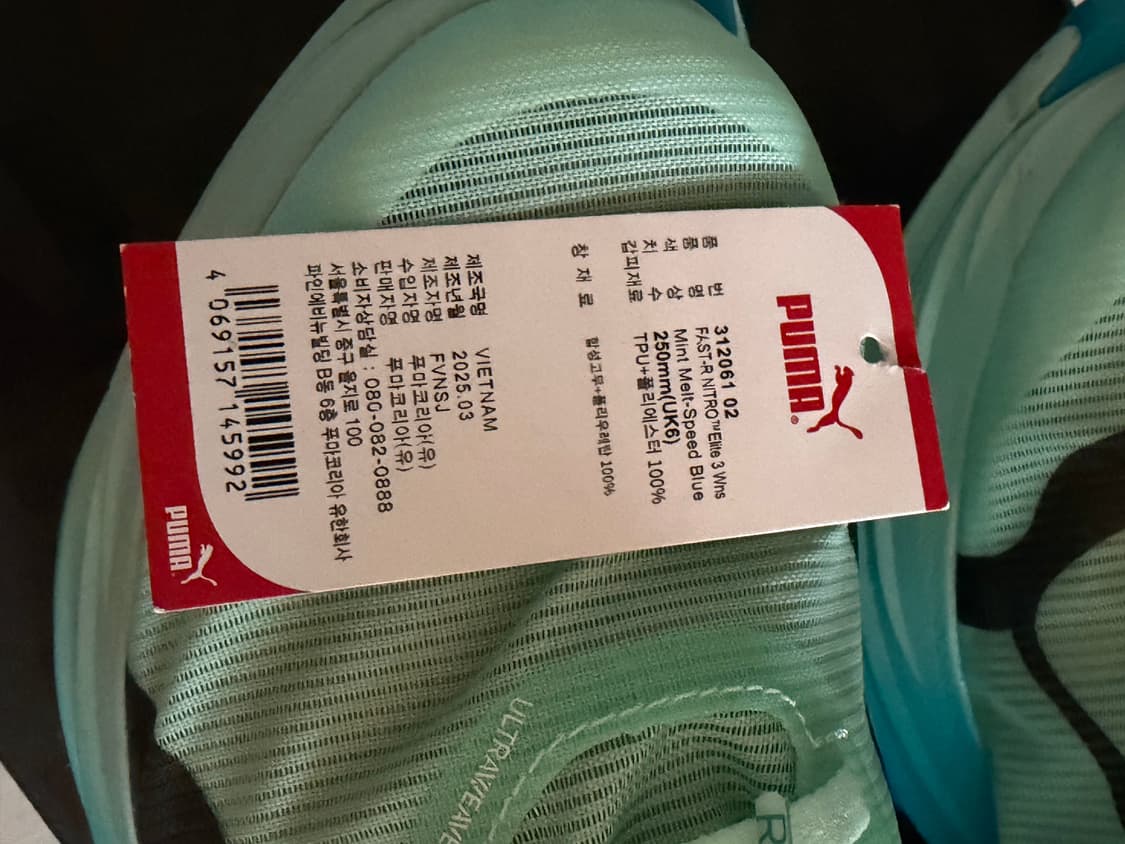 PUMA
품 번 312061 02
품 명 FAST-R NITRO™ Elite 3 Wns
색 상 Mint Melt-Speed Blue
치 수 250mm(UK6)
갑피재료 TPU+폴리에스터 100%
창 재 료 합성고무+폴리우레탄 100%
제조국명 VIETNAM
제조년월 2025.03
제조자명 FVNSJ
수입자명 푸마코리아(유)
판매자명 푸마코리아(유)
소비자상담실 : 080-082-0888
서울특별시 중구 을지로 100
파인애비뉴빌딩 B동 6층 푸마코리아 유한회사
4 069157 145992
PUMA
ULTRAWEAVE
R